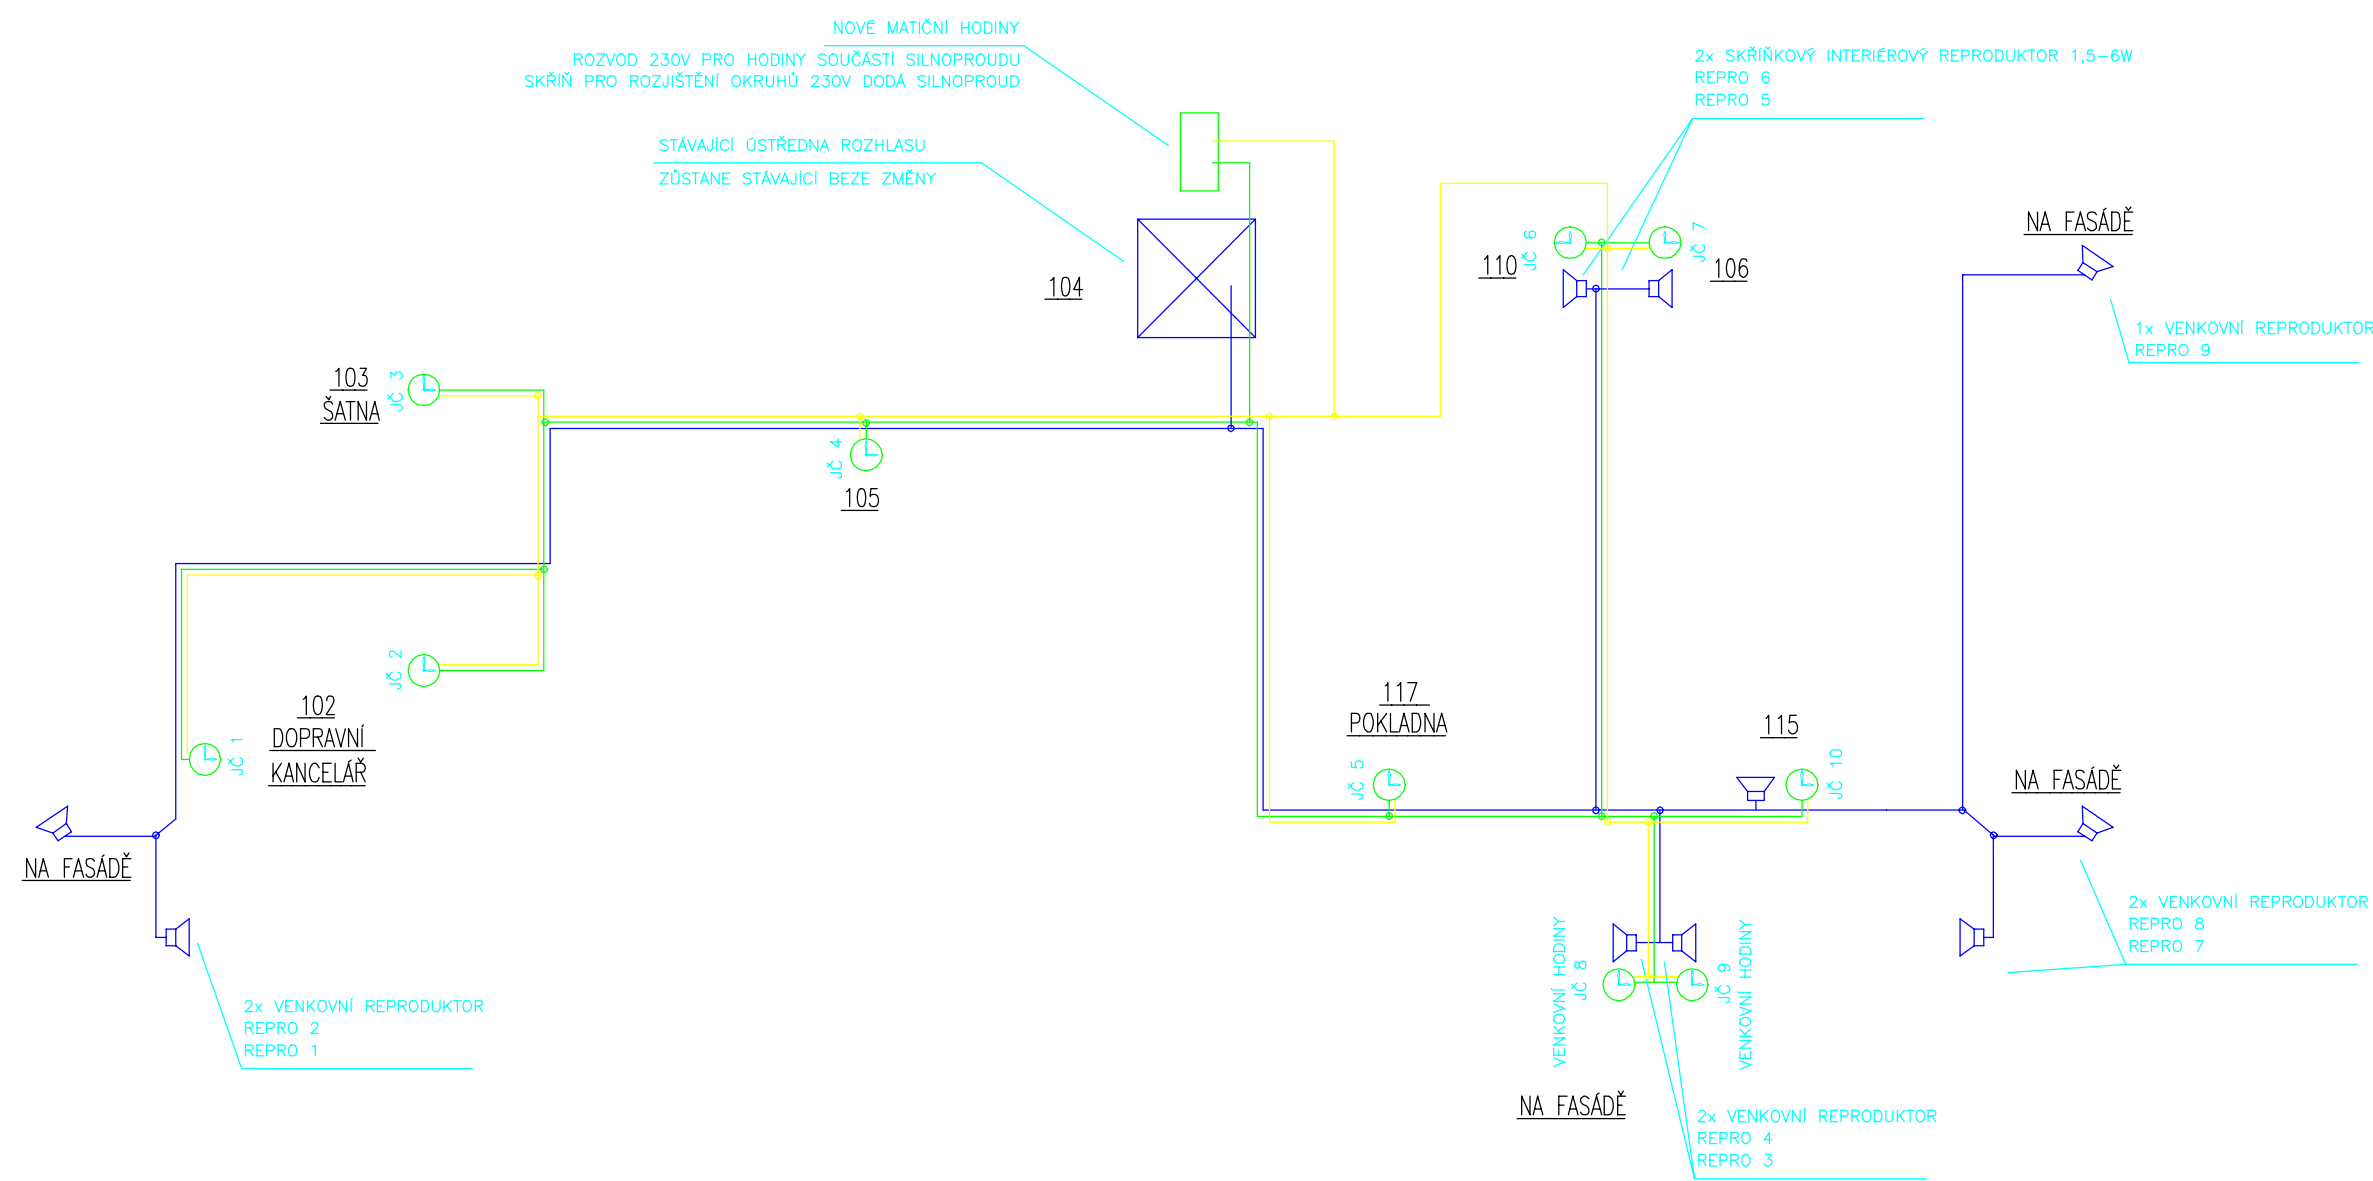 NOVÉ MATIČNÍ HODINY
ROZVOD 230V PRO HODINY SOUČÁSTÍ SILNOPROUDU
SKŘÍŇ PRO ROZJIŠTĚNÍ OKRUHŮ 230V DODÁ SILNOPROUD
STÁVAJÍCÍ ÚSTŘEDNA ROZHLASU
ZŮSTANE STÁVAJÍCÍ BEZE ZMĚNY
2x SKŘÍŇKOVÝ INTERIÉROVÝ REPRODUKTOR 1,5-6W
REPRO 6
REPRO 5
NA FASÁDĚ
1x VENKOVNÍ REPRODUKTOR
REPRO 9
104
110
JČ 6
JČ 7
106
103
ŠATNA
JČ 3
JČ 4
105
JČ 2
102
DOPRAVNÍ
KANCELÁŘ
JČ 1
NA FASÁDĚ
2x VENKOVNÍ REPRODUKTOR
REPRO 2
REPRO 1
117
POKLADNA
JČ 5
115
JČ 10
NA FASÁDĚ
2x VENKOVNÍ REPRODUKTOR
REPRO 8
REPRO 7
VENKOVNÍ HODINY
JČ 8
JČ 9
VENKOVNÍ HODINY
NA FASÁDĚ
2x VENKOVNÍ REPRODUKTOR
REPRO 4
REPRO 3